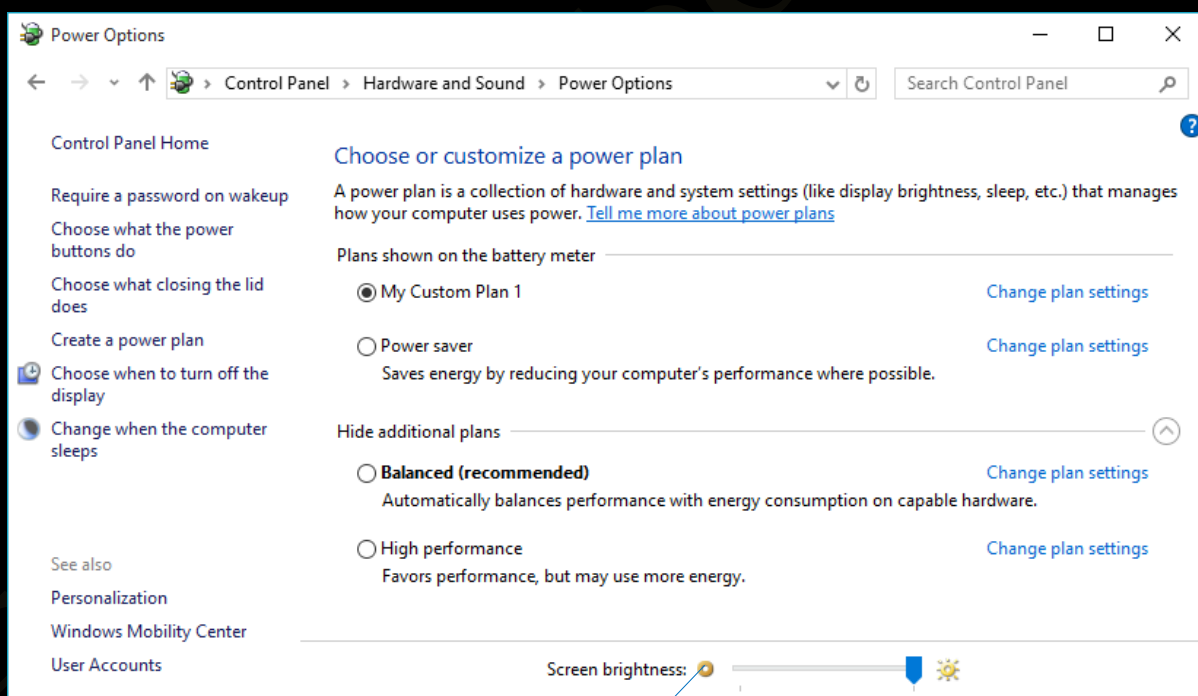 Power Options
Control Panel > Hardware and Sound > Power Options
Search Control Panel
?
Control Panel Home
Require a password on wakeup
Choose what the power
buttons do
Choose what closing the lid
does
Create a power plan
Choose when to turn off the
display
Change when the computer
sleeps
See also
Personalization
Windows Mobility Center
User Accounts
Choose or customize a power plan
A power plan is a collection of hardware and system settings (like display brightness, sleep, etc.) that manages
how your computer uses power. Tell me more about power plans
Plans shown on the battery meter
My Custom Plan 1 Change plan settings
Power saver Change plan settings
Saves energy by reducing your computer's performance where possible.
Hide additional plans
Balanced (recommended) Change plan settings
Automatically balances performance with energy consumption on capable hardware.
High performance Change plan settings
Favors performance, but may use more energy.
Screen brightness: